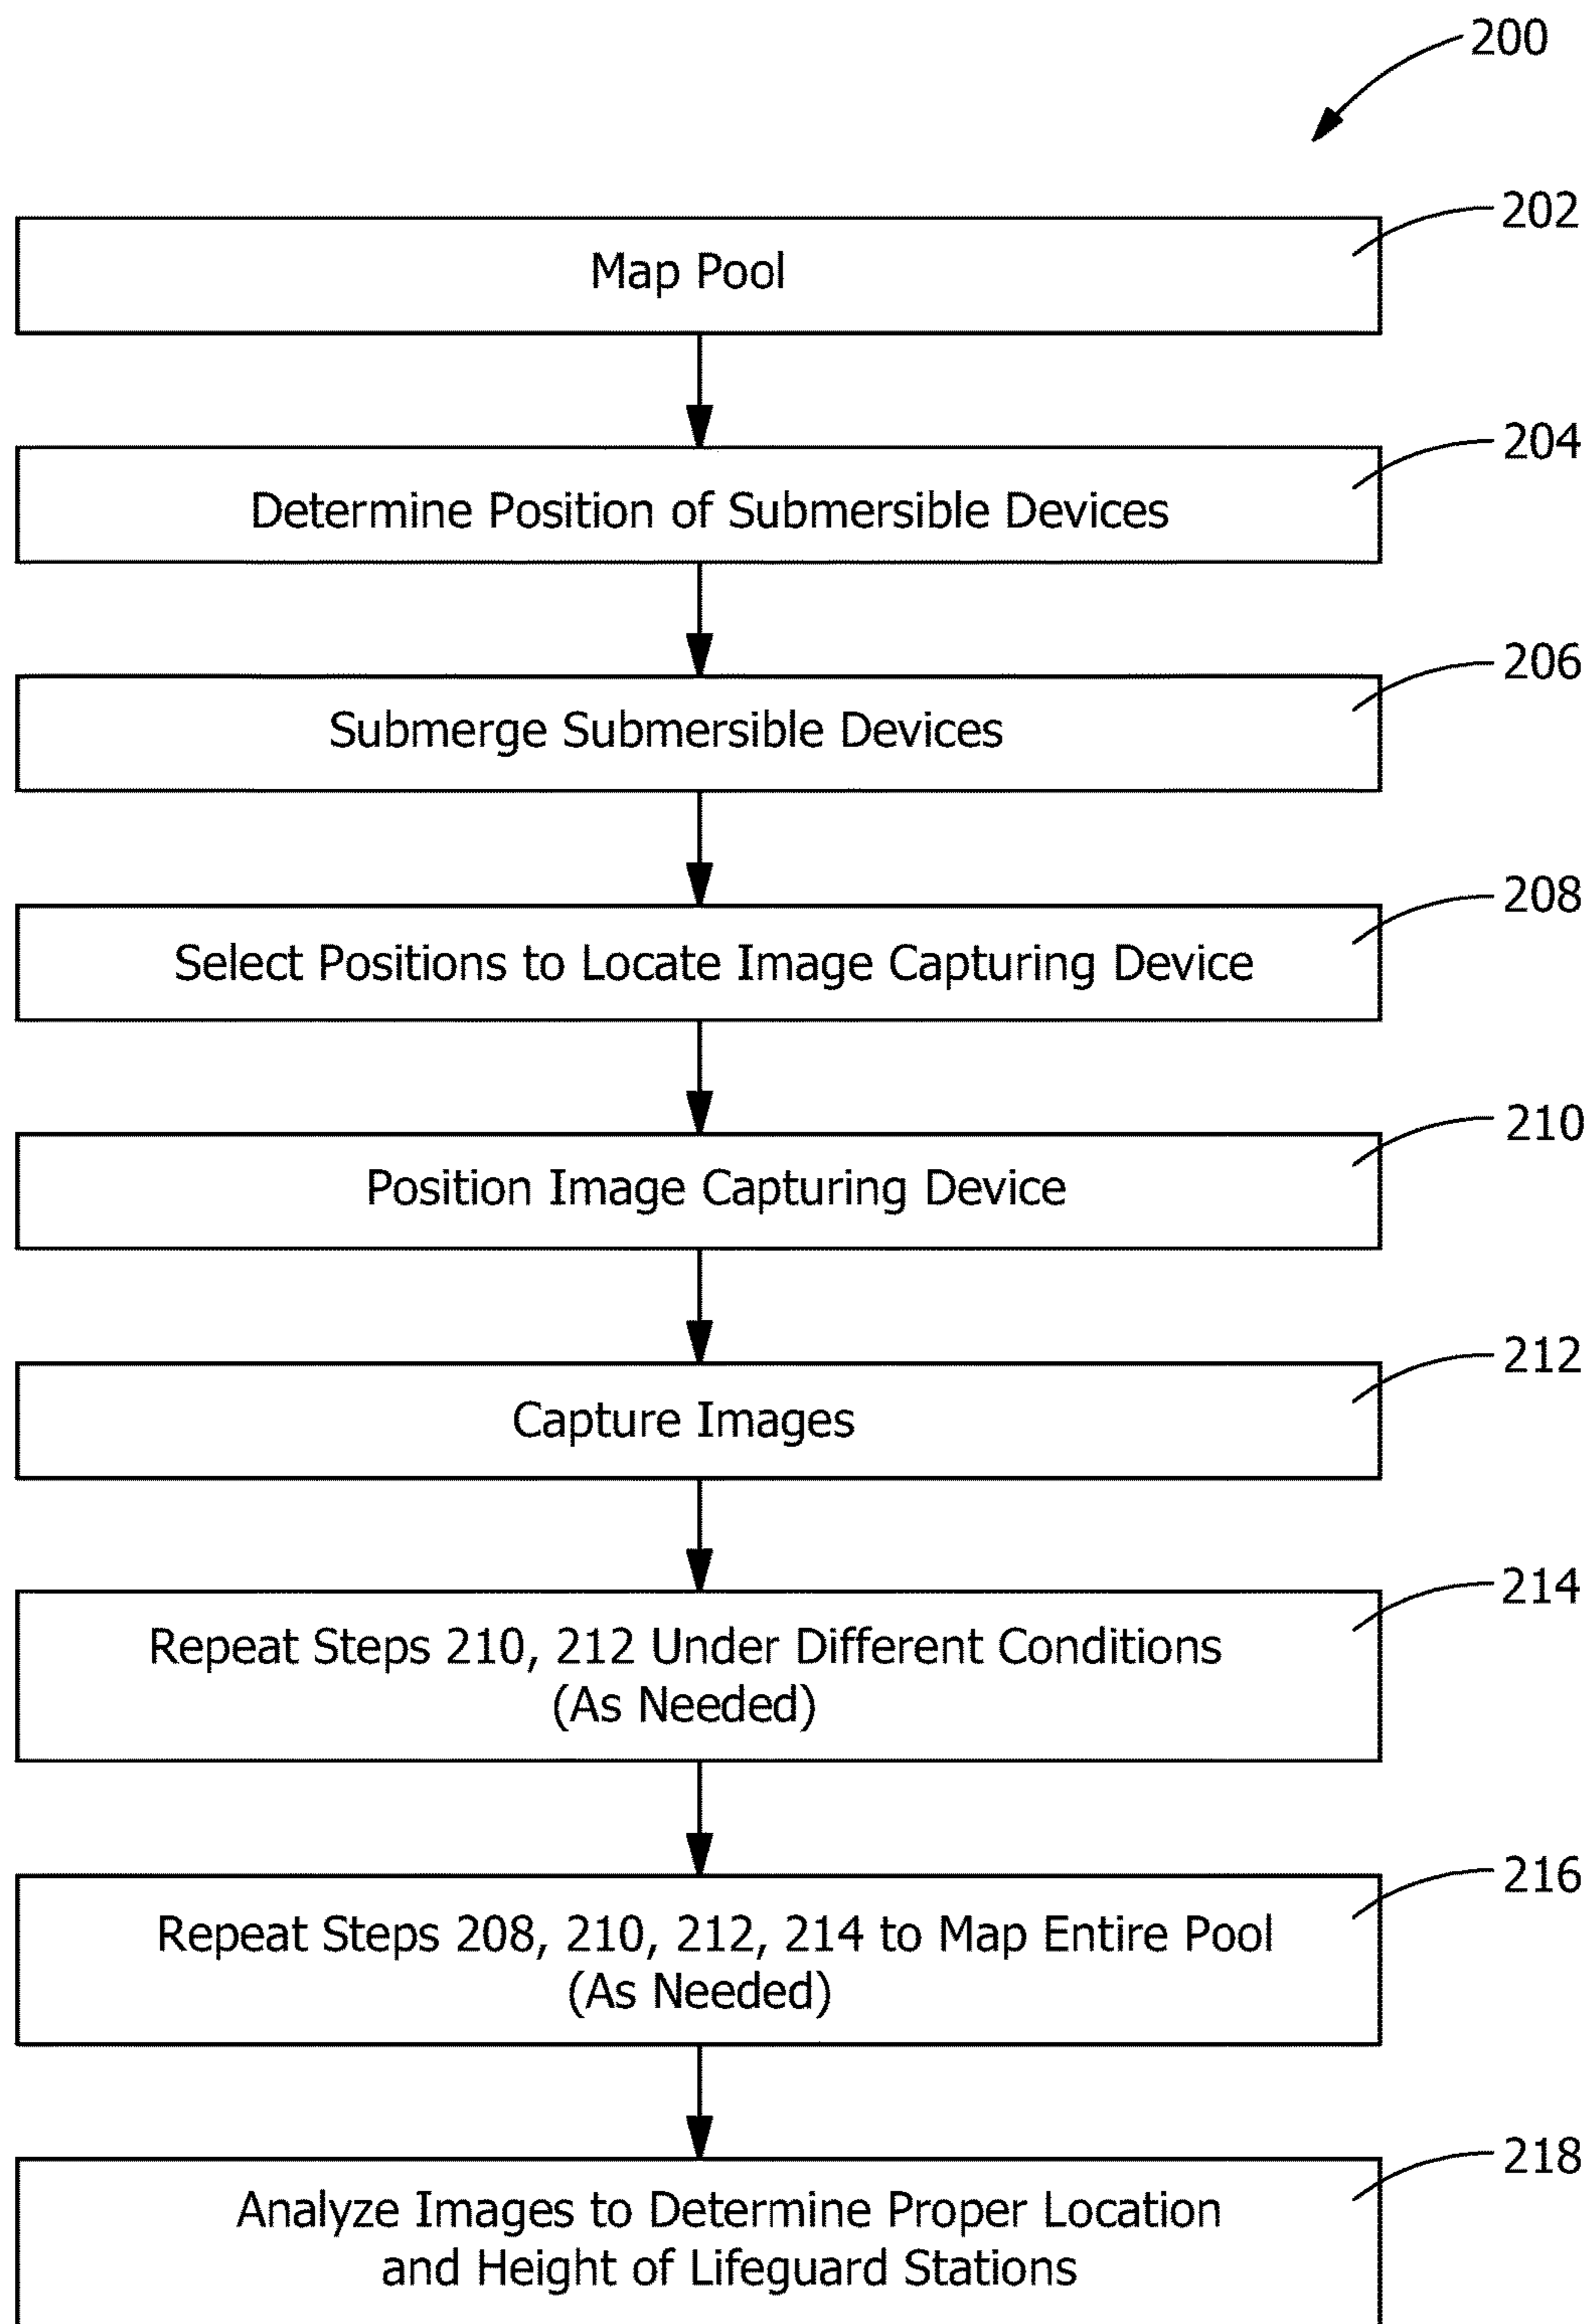 200
202
Map Pool
204
Determine Position of Submersible Devices
206
Submerge Submersible Devices
208
Select Positions to Locate Image Capturing Device
210
Position Image Capturing Device
212
Capture Images
214
Repeat Steps 210, 212 Under Different Conditions
(As Needed)
216
Repeat Steps 208, 210, 212, 214 to Map Entire Pool
(As Needed)
218
Analyze Images to Determine Proper Location
and Height of Lifeguard Stations